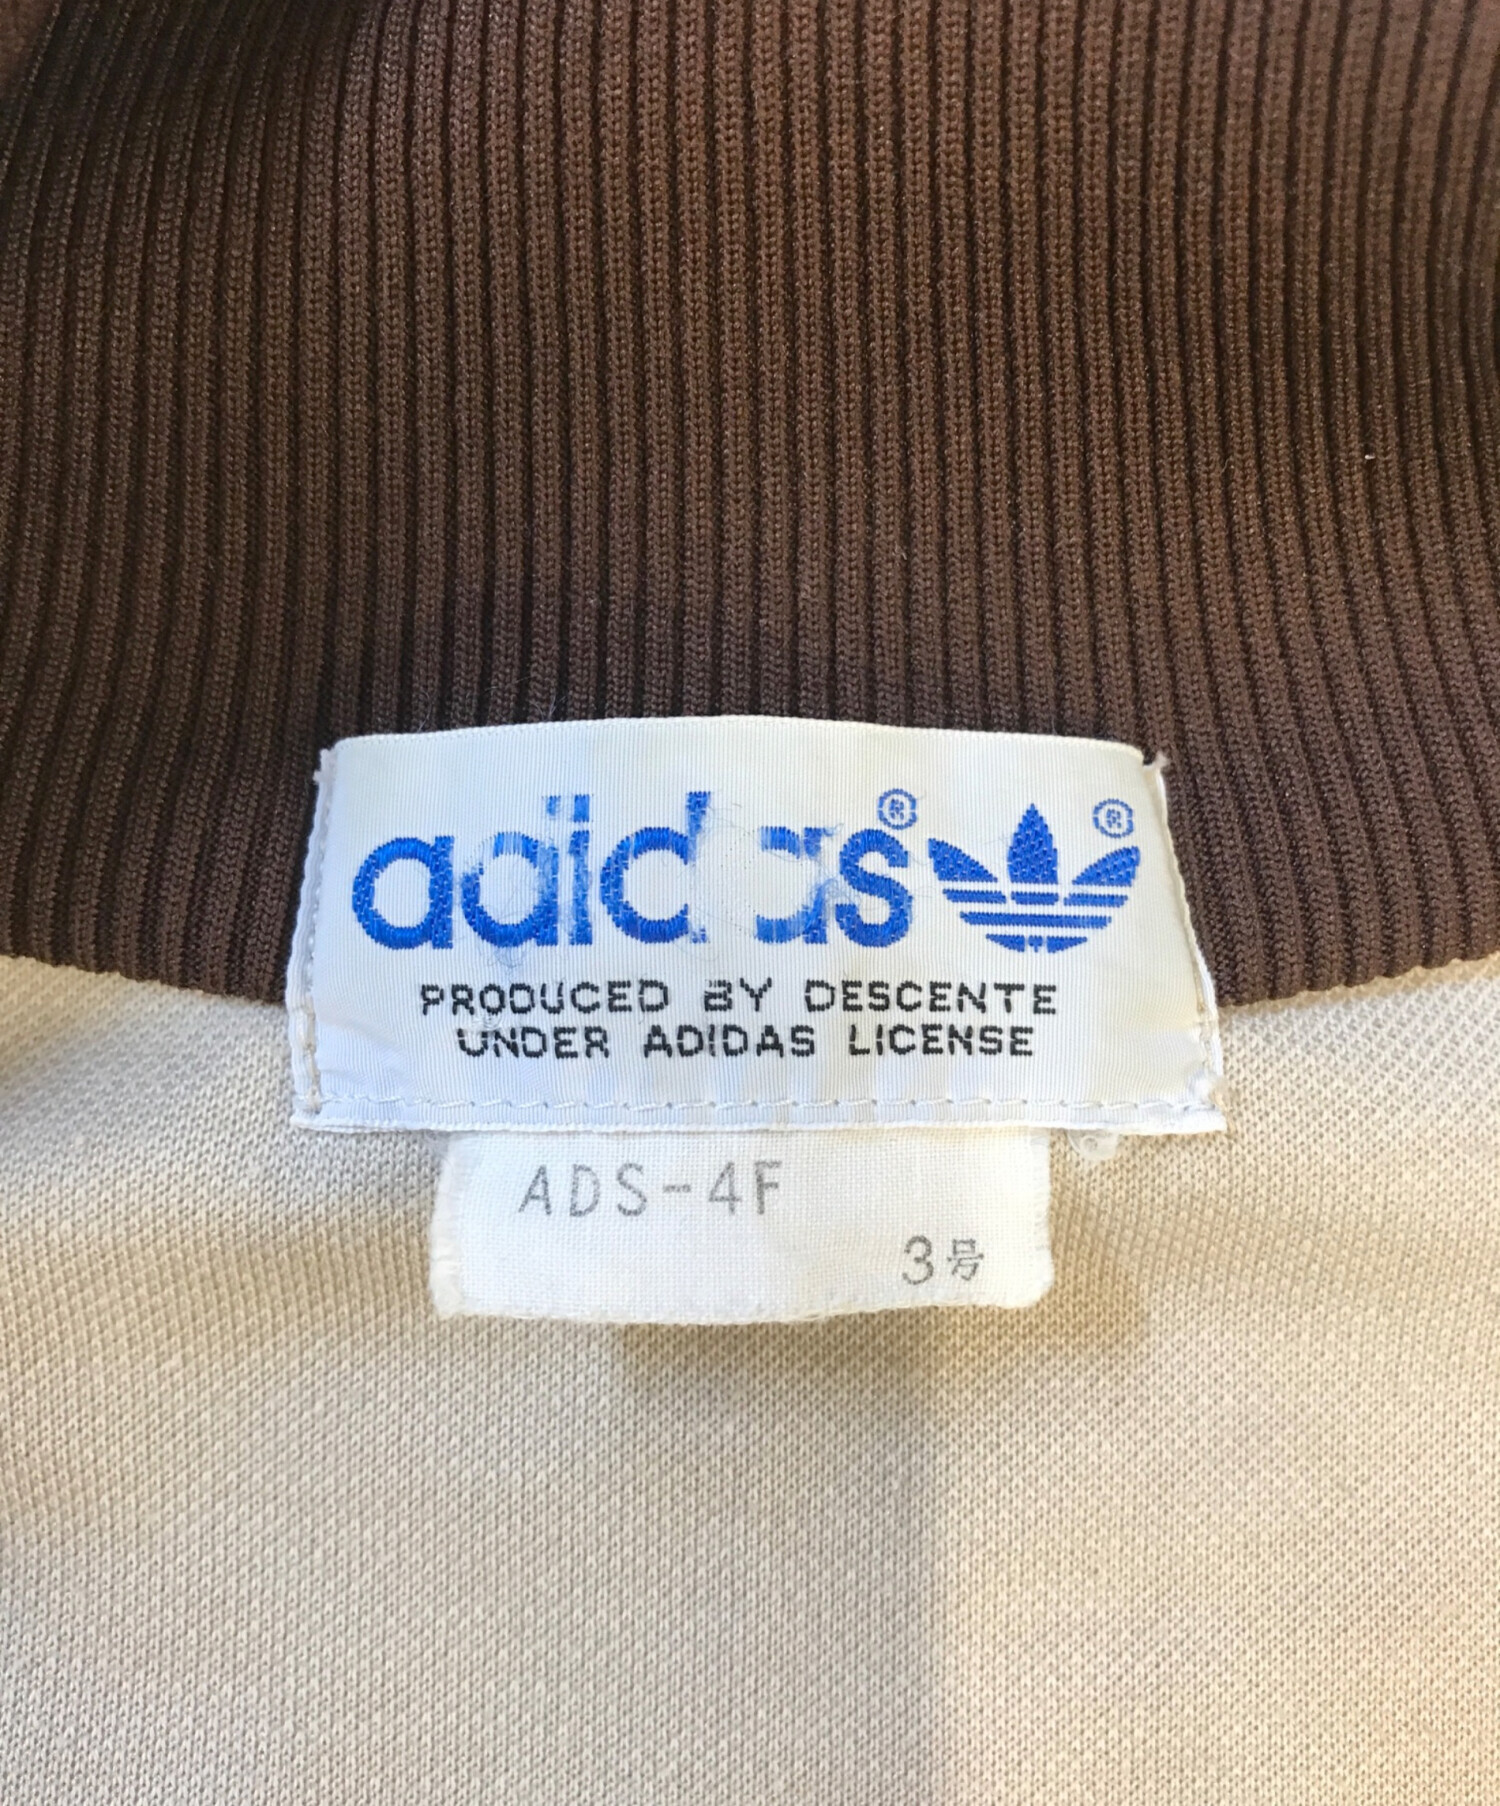 adidas®
®
PRODUCED BY DESCENTE
UNDER ADIDAS LICENSE
ADS-4F
3号